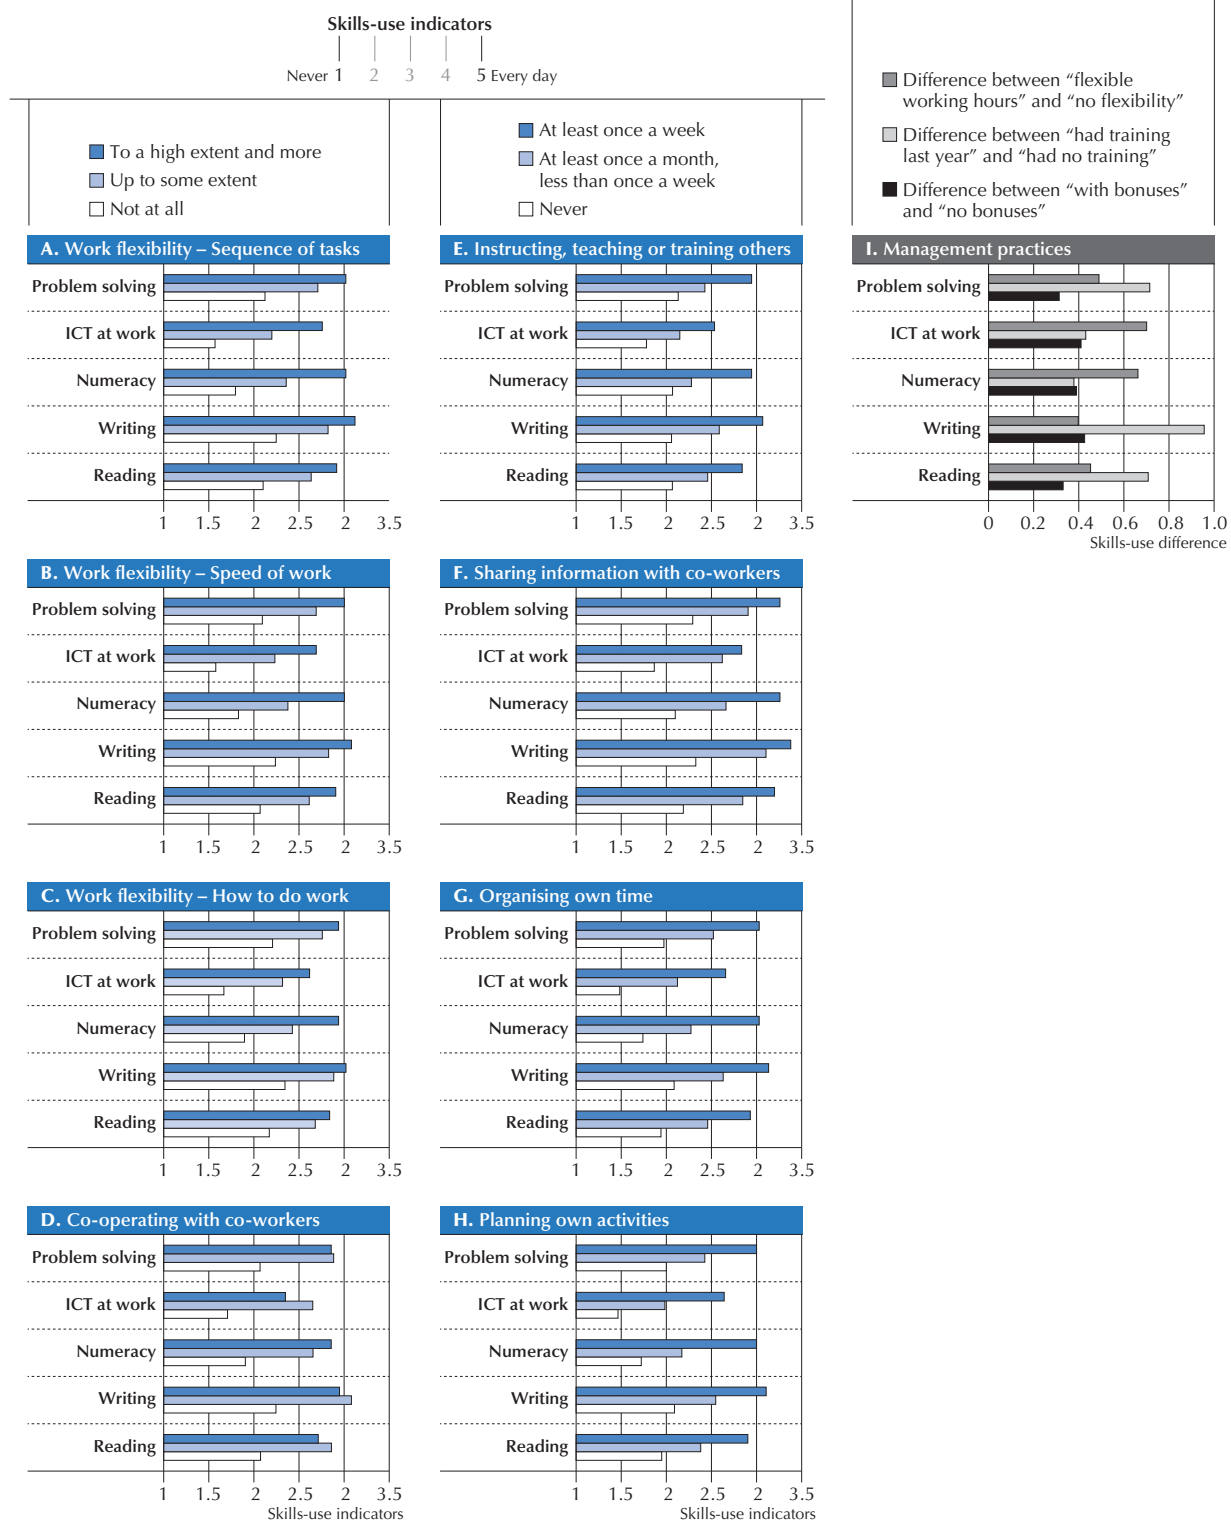 Skills-use indicators
Never 1 2 3 4 5 Every day
To a high extent and more
Up to some extent
Not at all
At least once a week
At least once a month,
less than once a week
Never
Difference between “flexible
working hours” and “no flexibility”
Difference between “had training
last year” and “had no training”
Difference between “with bonuses”
and “no bonuses”
A. Work flexibility – Sequence of tasks
Problem solving
ICT at work
Numeracy
Writing
Reading
1 1.5 2 2.5 2 3.5
E. Instructing, teaching or training others
Problem solving
ICT at work
Numeracy
Writing
Reading
1 1.5 2 2.5 2 3.5
I. Management practices
Problem solving
ICT at work
Numeracy
Writing
Reading
0 0.2 0.4 0.6 0.8 1.0
Skills-use difference
B. Work flexibility – Speed of work
Problem solving
ICT at work
Numeracy
Writing
Reading
1 1.5 2 2.5 2 3.5
F. Sharing information with co-workers
Problem solving
ICT at work
Numeracy
Writing
Reading
1 1.5 2 2.5 2 3.5
C. Work flexibility – How to do work
Problem solving
ICT at work
Numeracy
Writing
Reading
1 1.5 2 2.5 2 3.5
G. Organising own time
Problem solving
ICT at work
Numeracy
Writing
Reading
1 1.5 2 2.5 2 3.5
D. Co-operating with co-workers
Problem solving
ICT at work
Numeracy
Writing
Reading
1 1.5 2 2.5 2 3.5
Skills-use indicators
H. Planning own activities
Problem solving
ICT at work
Numeracy
Writing
Reading
1 1.5 2 2.5 2 3.5
Skills-use indicators